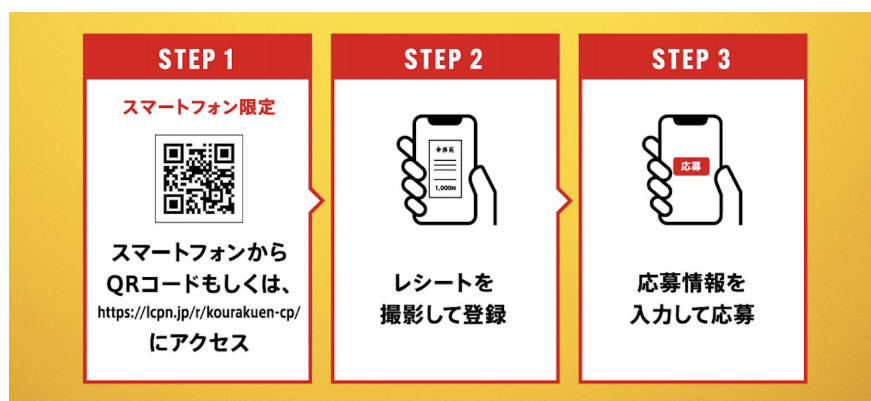 STEP 1
スマートフォン限定
スマートフォンから
QRコードもしくは、
https://lcpn.jp/r/kourakuen-cp/
にアクセス
STEP 2
幸楽苑
1,000円
レシートを
撮影して登録
STEP 3
応募
応募情報を
入力して応募